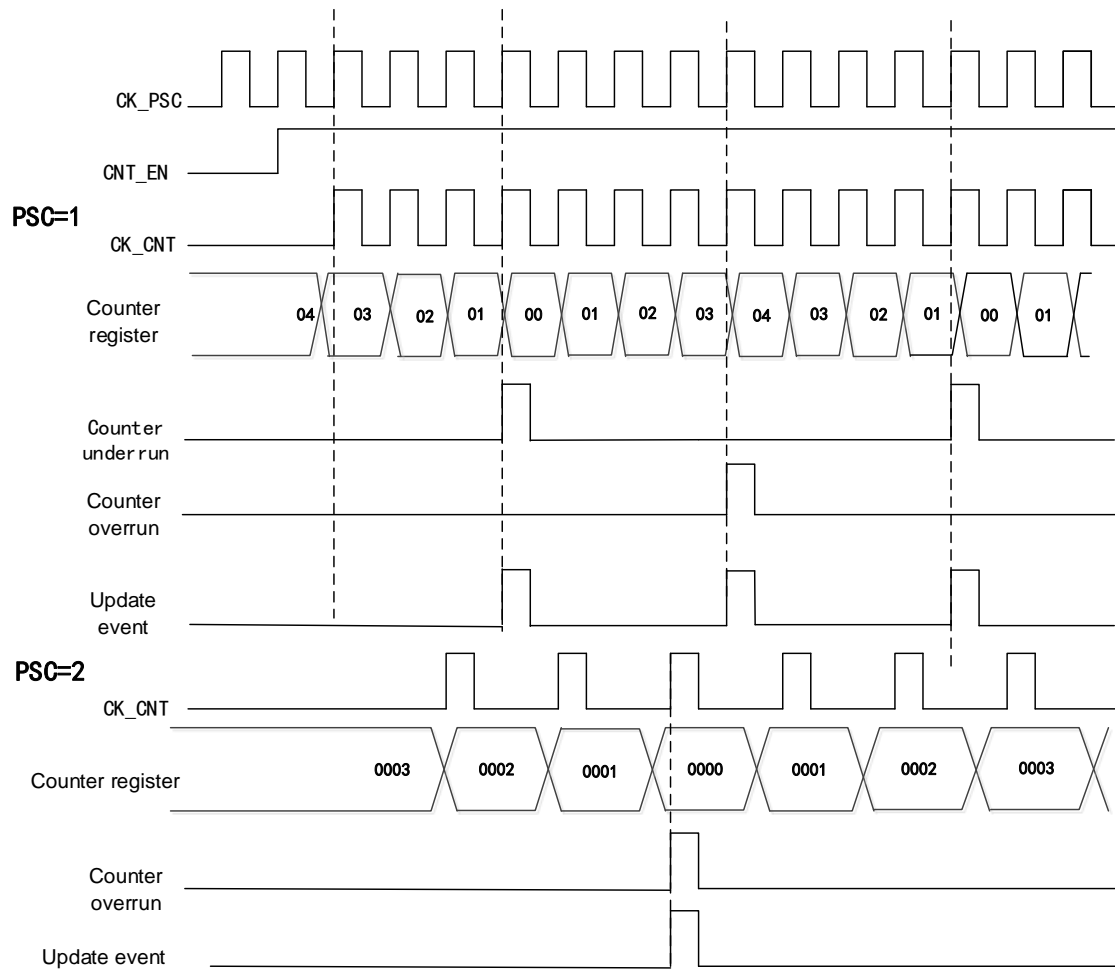 CK_PSC
CNT_EN
PSC=1
CK_CNT
Counter
register
04 03 02 01 00 01 02 03 04 03 02 01 00 01
Counter
under run
Counter
overrun
Update
event
PSC=2
CK_CNT
Counter register
0003 0002 0001 0000 0001 0002 0003
Counter
overrun
Update event